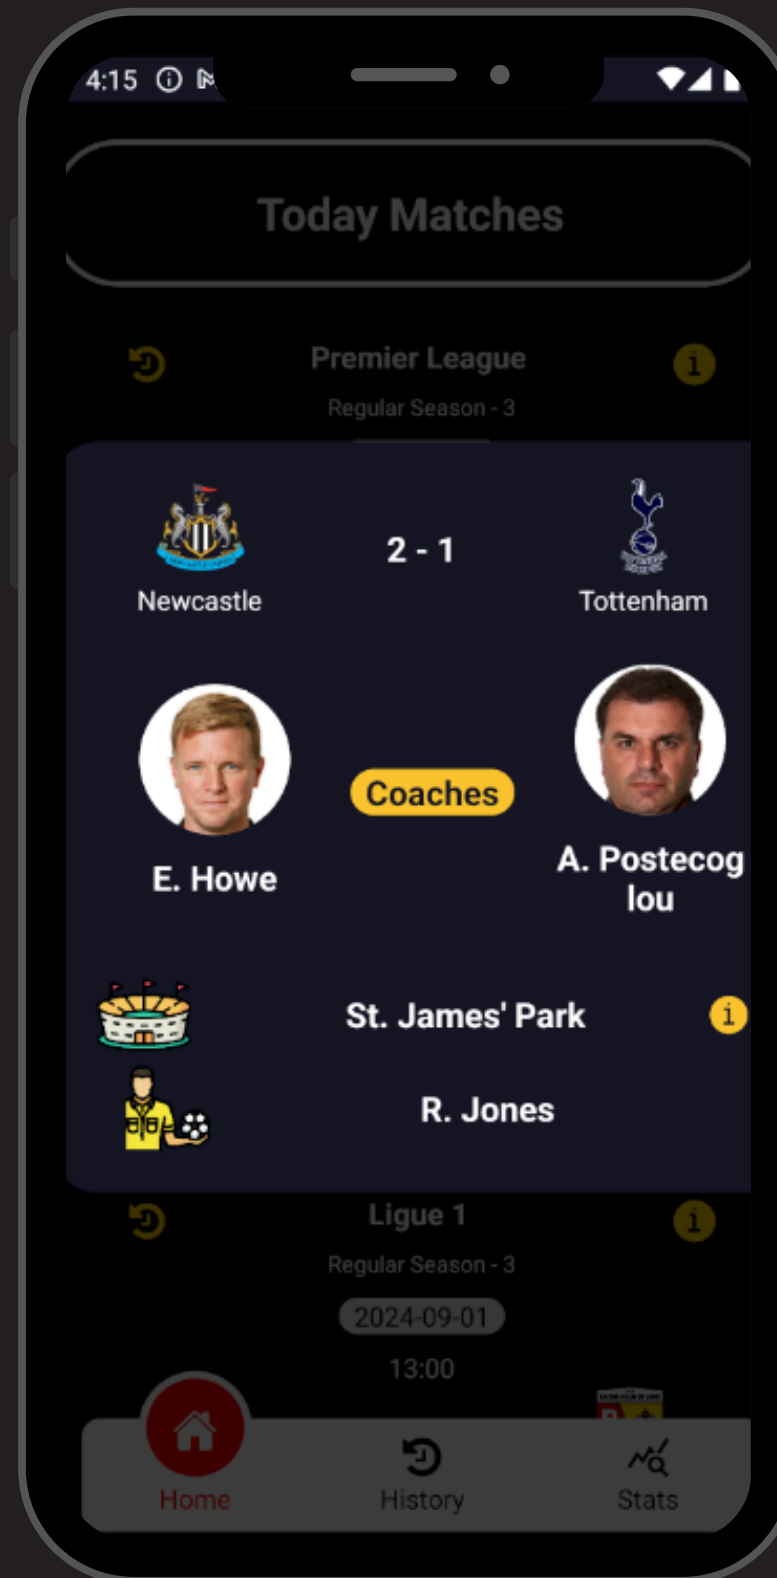 4:15
Today Matches
Premier League
Regular Season - 3
2 - 1
Newcastle
Tottenham
Coaches
E. Howe
A. Postecog
lou
St. James' Park
R. Jones
Ligue 1
Regular Season - 3
2024-09-01
13:00
Home
History
Stats